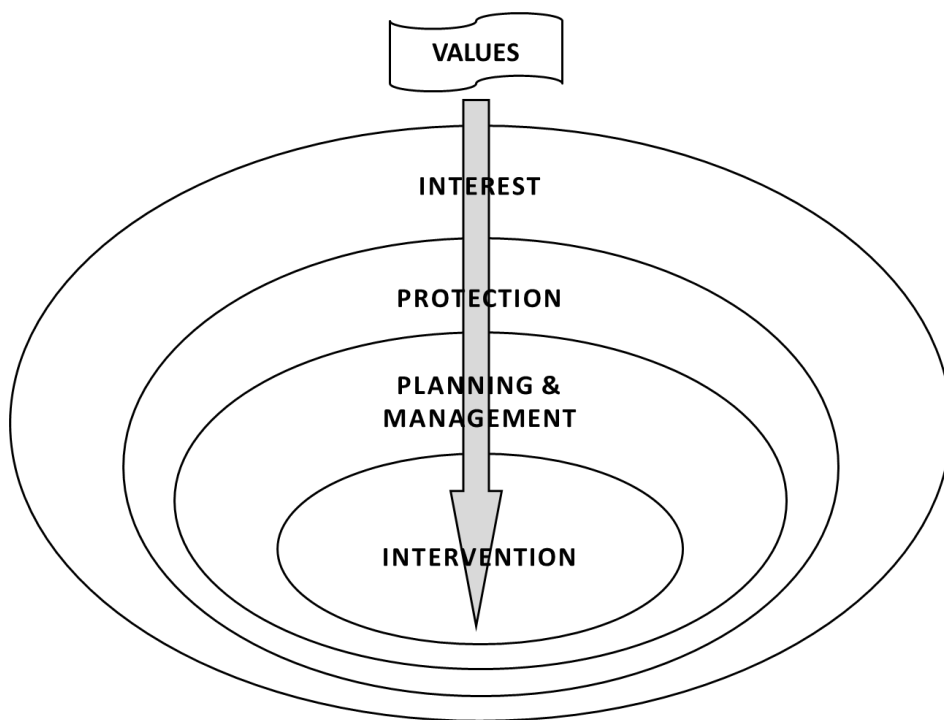 VALUES
INTEREST
PROTECTION
PLANNING &
MANAGEMENT
INTERVENTION